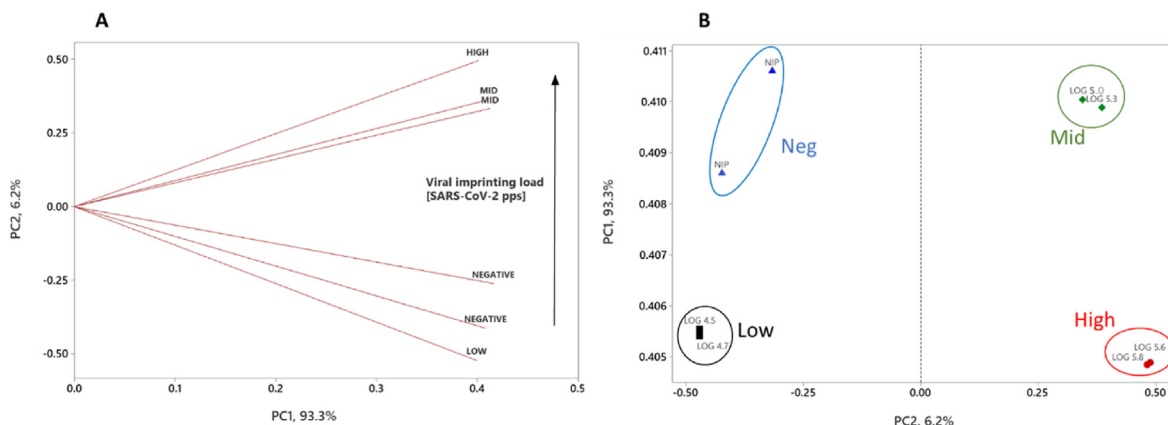 A
0.50
0.25
0.00
-0.25
-0.50
PC2, 6.2%
HIGH
MID
MID
Viral imprinting load
[SARS-CoV-2 pps]
NEGATIVE
NEGATIVE
LOW
0.0
0.1
0.2
0.3
0.4
0.5
PC1, 93.3%
B
0.411
0.410
0.409
0.408
0.407
0.406
0.405
PC1, 93.3%
NIP
NIP
Neg
LOG 5.0
LOG 5.3
Mid
LOG 4.5
LOG 4.7
Low
High
LOG 5.6
LOG 5.8
-0.50
-0.25
0.00
0.25
0.50
PC2, 6.2%